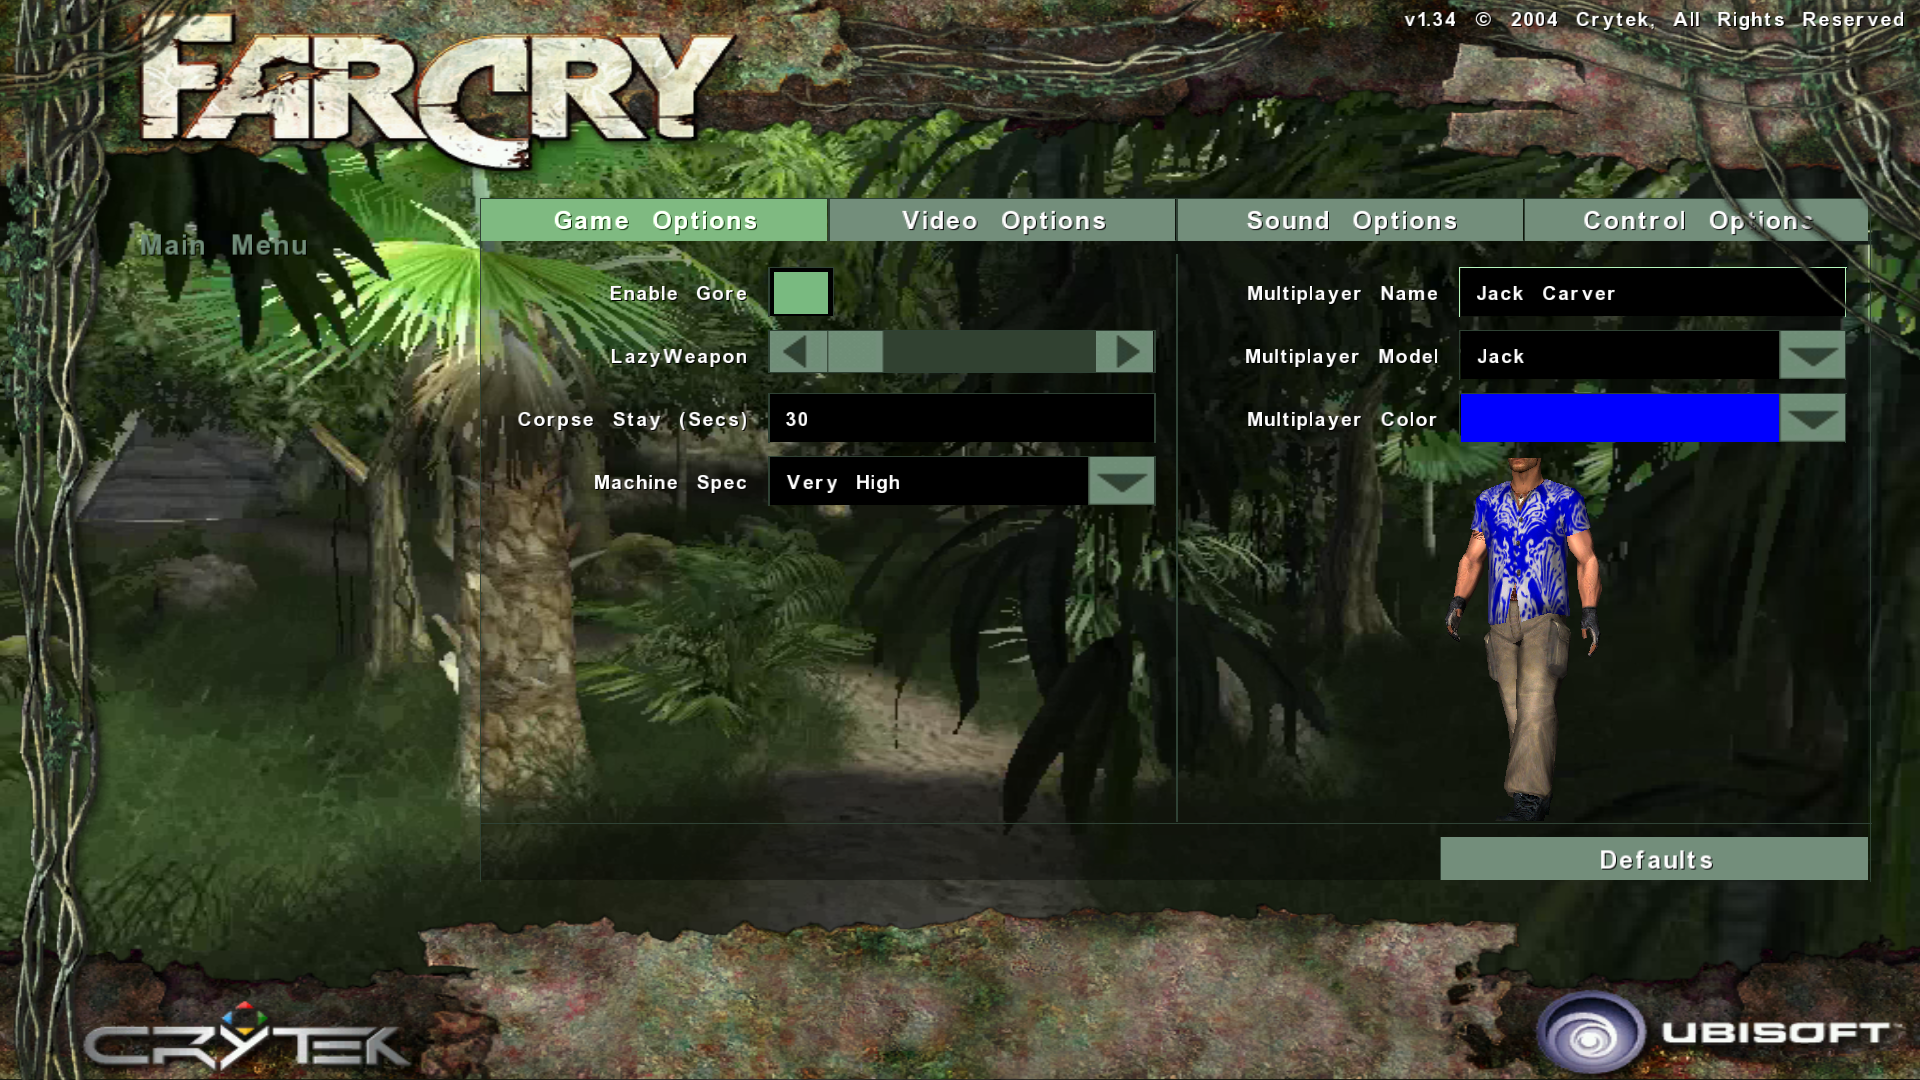 v1.34 © 2004 Crytek, All Rights Reserved
FARCRY
Game Options
Video Options
Sound Options
Control Options
Main Menu
Enable Gore
LazyWeapon
Corpse Stay (Secs) 30
Machine Spec Very High
Multiplayer Name Jack Carver
Multiplayer Model Jack
Multiplayer Color
Defaults
CRYTEK
UBISOFT